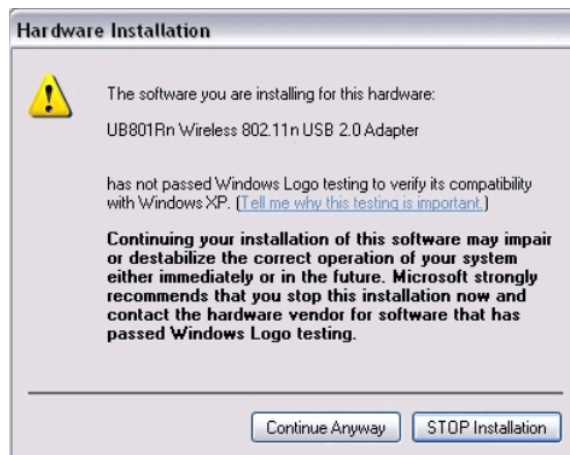 Hardware Installation
The software you are installing for this hardware:
UB801Rn Wireless 802.11n USB 2.0 Adapter
has not passed Windows Logo testing to verify its compatibility
with Windows XP. (Tell me why this testing is important.)
Continuing your installation of this software may impair
or destabilize the correct operation of your system
either immediately or in the future. Microsoft strongly
recommends that you stop this installation now and
contact the hardware vendor for software that has
passed Windows Logo testing.
Continue Anyway
STOP Installation